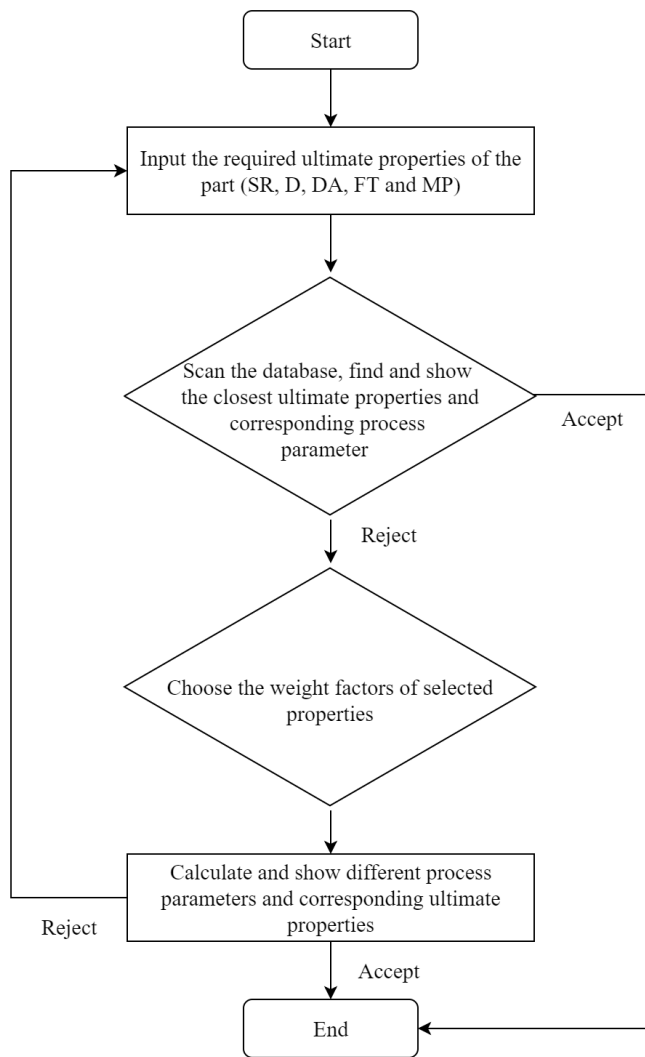 Start
Input the required ultimate properties of the
part (SR, D, DA, FT and MP)
Scan the database, find and show
the closest ultimate properties and
corresponding process
parameter
Accept
Reject
Choose the weight factors of selected
properties
Calculate and show different process
parameters and corresponding ultimate
properties
Reject
Accept
End